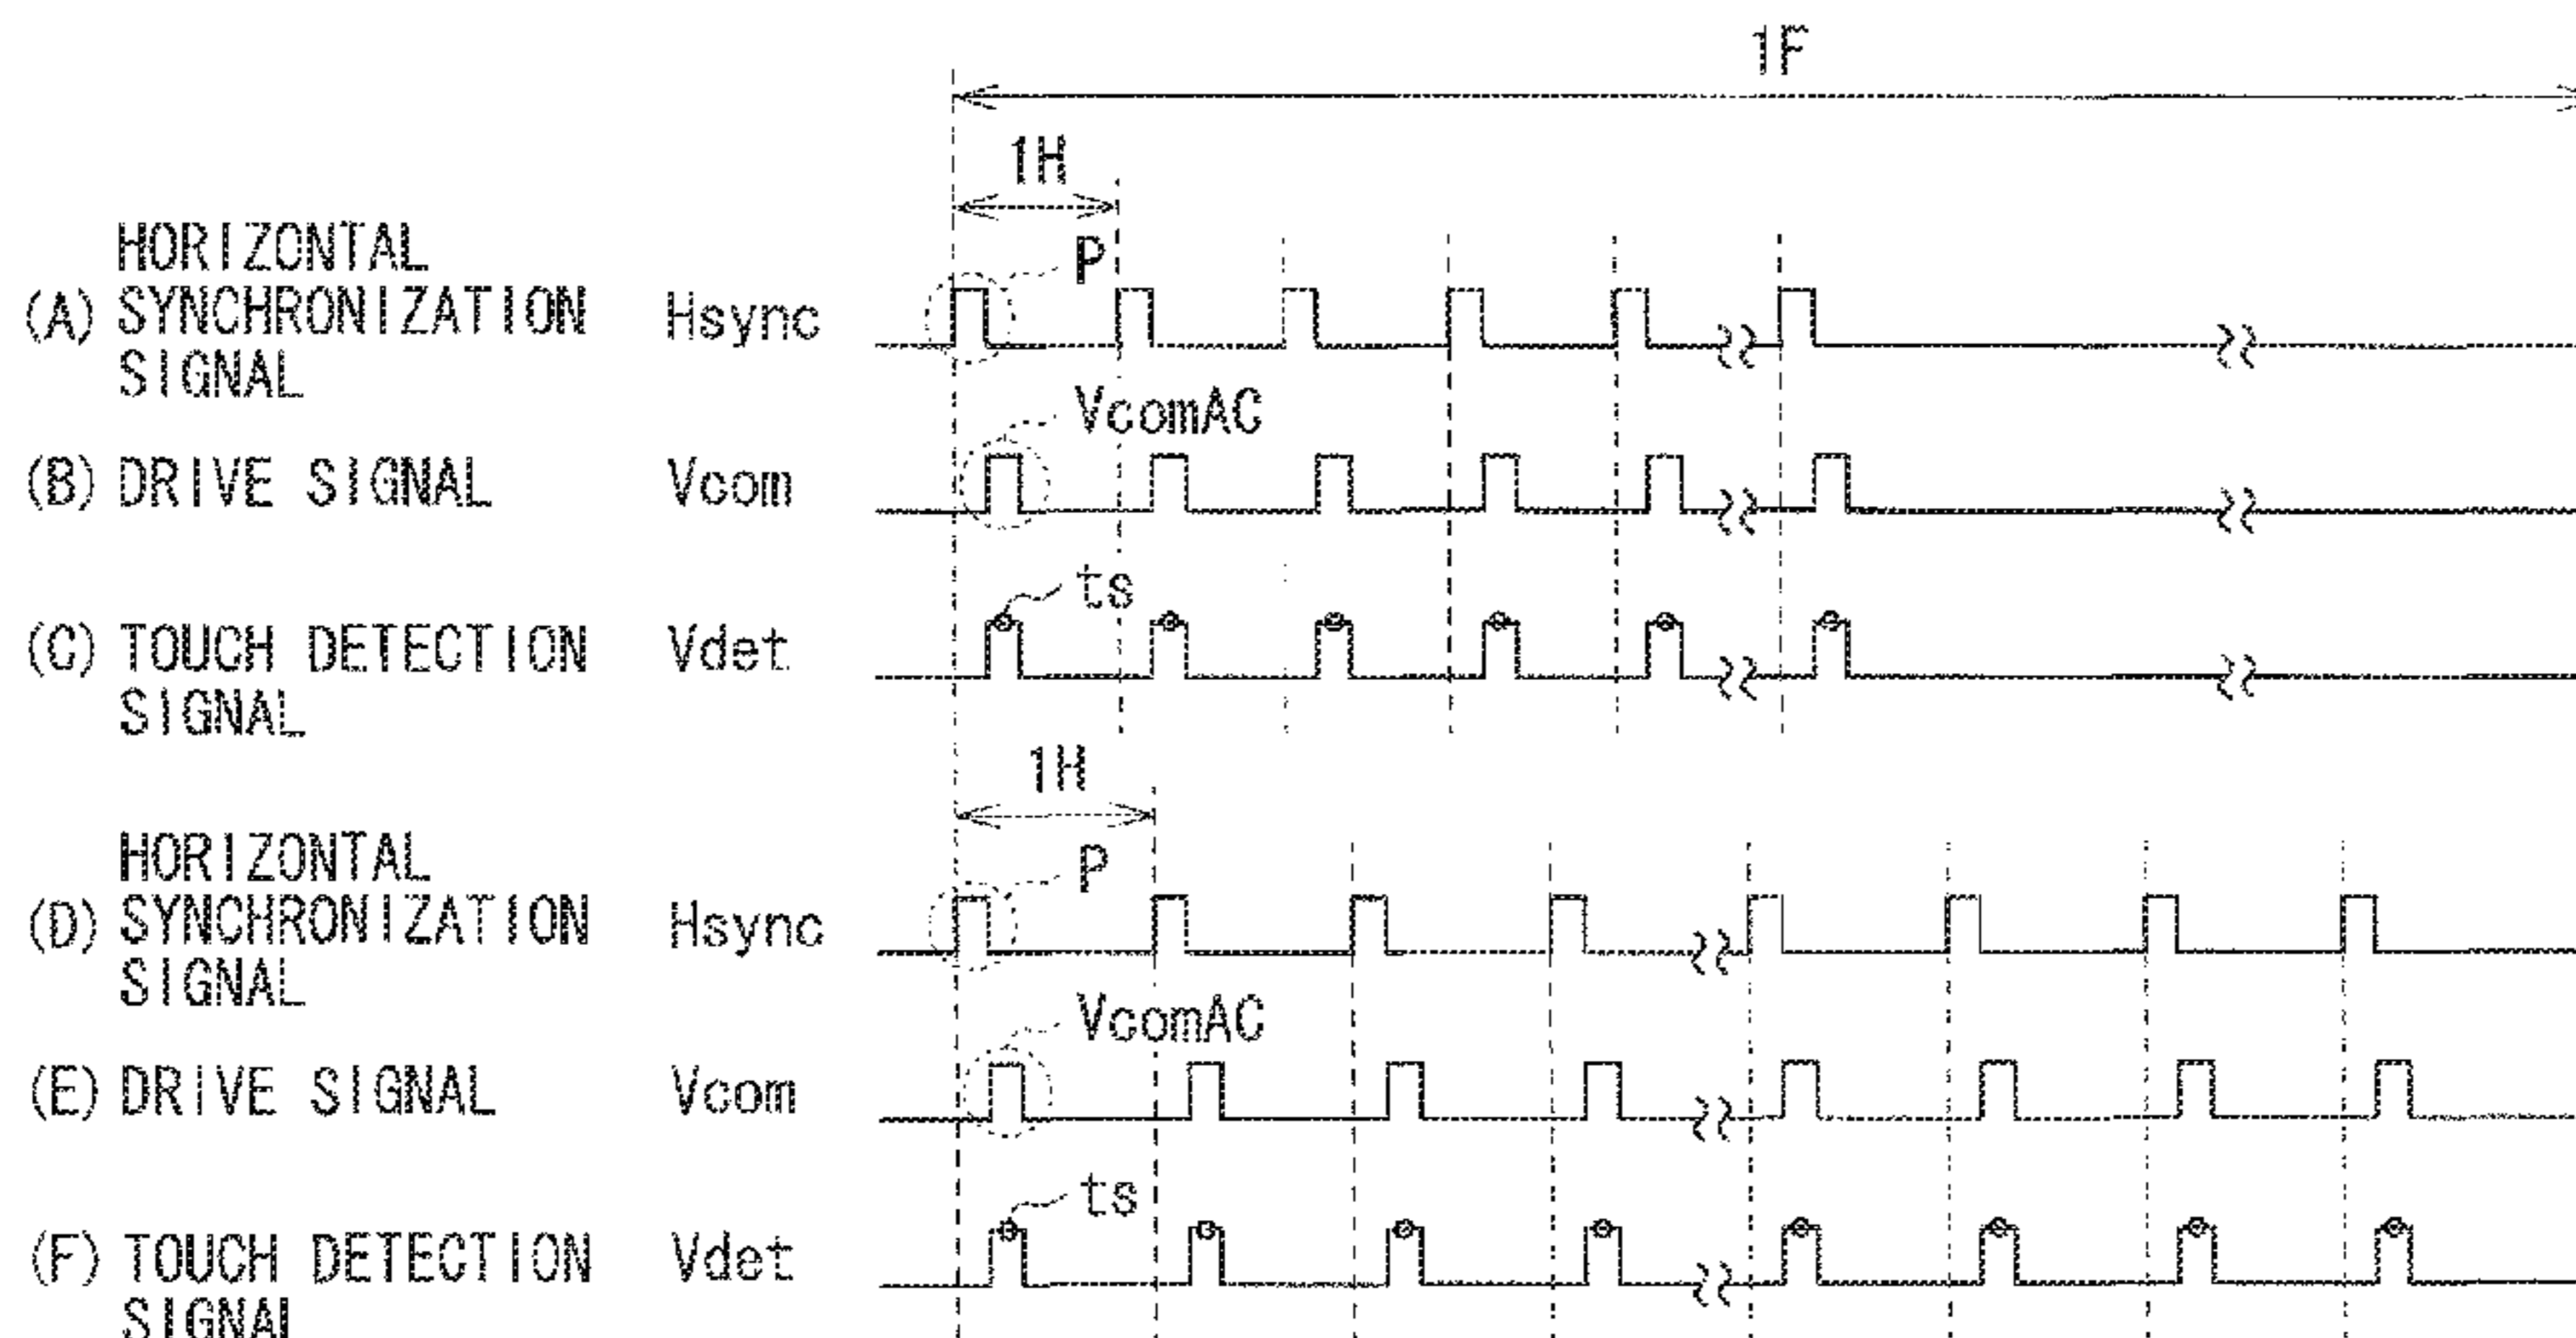 1F
1H
HORIZONTAL
(A) SYNCHRONIZATION Hsync P
SIGNAL
VcomAC
(B) DRIVE SIGNAL Vcom
ts
(C) TOUCH DETECTION Vdet
SIGNAL
1H
HORIZONTAL
P
(D) SYNCHRONIZATION Hsync
SIGNAL
VcomAC
(E) DRIVE SIGNAL Vcom
ts
(F) TOUCH DETECTION Vdet
SIGNAL